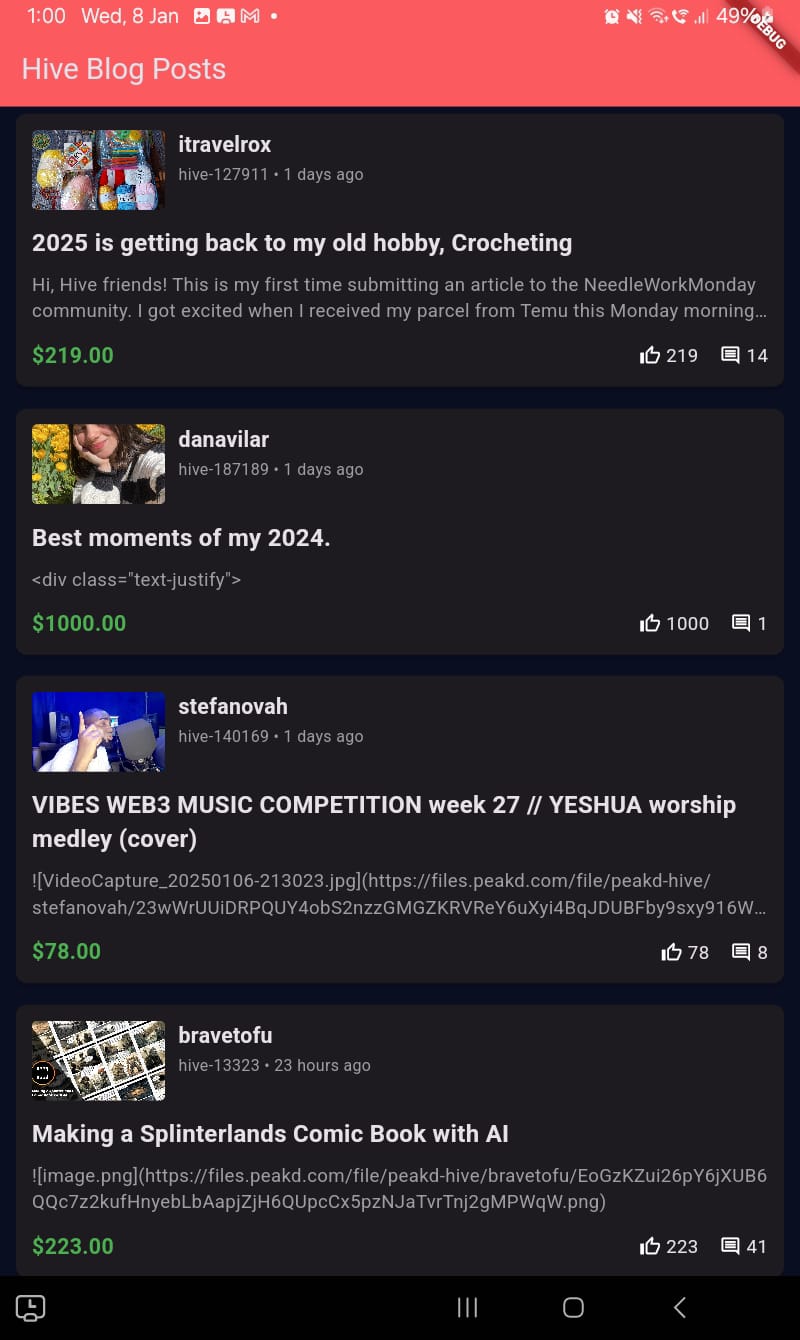 1:00 Wed, 8 Jan 49%
DEBUG
Hive Blog Posts
itravelrox
hive-127911 • 1 days ago
2025 is getting back to my old hobby, Crocheting
Hi, Hive friends! This is my first time submitting an article to the NeedleWorkMonday
community. I got excited when I received my parcel from Temu this Monday morning…
$219.00 219 14
danavilar
hive-187189 • 1 days ago
Best moments of my 2024.
<div class="text-justify">
$1000.00 1000 1
stefanovah
hive-140169 • 1 days ago
VIBES WEB3 MUSIC COMPETITION week 27 // YESHUA worship
medley (cover)
![VideoCapture_20250106-213023.jpg](https://files.peakd.com/file/peakd-hive/
stefanovah/23wWrUUiDRPQUY4obS2nzzGMGZKRVReY6uXyi4BqJDUBFby9sxy916W…
$78.00 78 8
bravetofu
hive-13323 • 23 hours ago
Making a Splinterlands Comic Book with AI
![image.png](https://files.peakd.com/file/peakd-hive/bravetofu/EoGzKZui26pY6jXUB6
QQc7z2kufHnyebLbAapjZjH6QUpcCx5pzNJaTvrTnj2gMPWqW.png)
$223.00 223 41